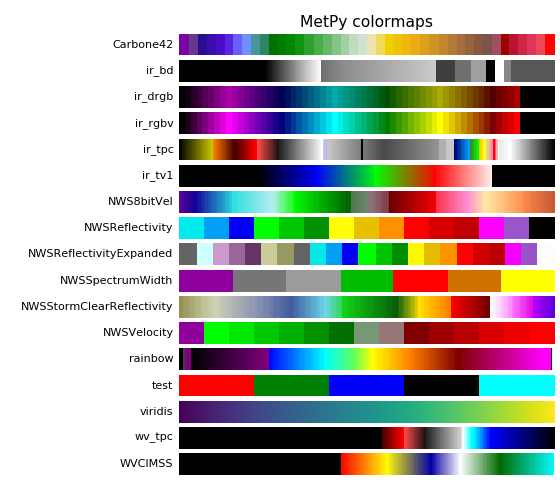 MetPy colormaps
Carbone42
ir_bd
ir_drgb
ir_rgbv
ir_tpc
ir_tv1
NWS8bitVel
NWSReflectivity
NWSReflectivityExpanded
NWSSpectrumWidth
NWSStormClearReflectivity
NWSVelocity
rainbow
test
viridis
wv_tpc
WVCIMSS